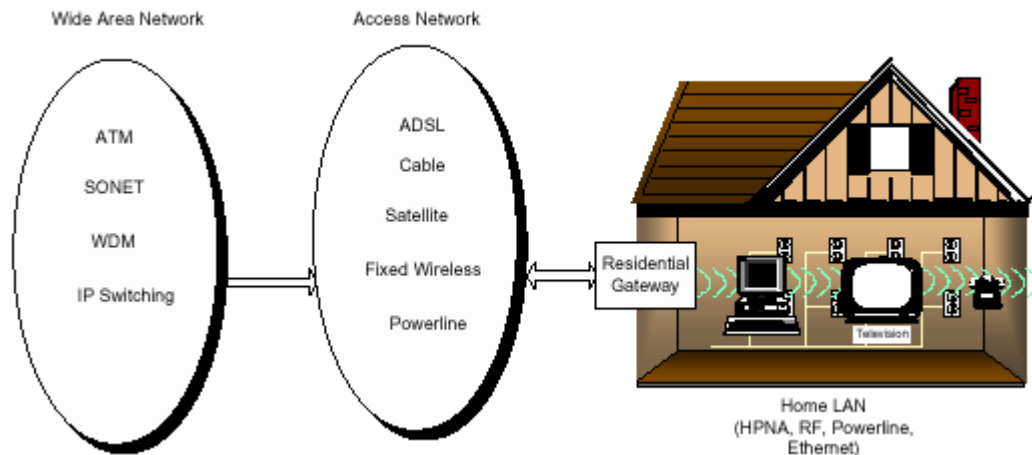 Wide Area Network
Access Network
ATM
SONET
WDM
IP Switching
ADSL
Cable
Satellite
Fixed Wireless
Powerline
Residential
Gateway
Television
Home LAN
(HPNA, RF, Powerline,
Ethernet)